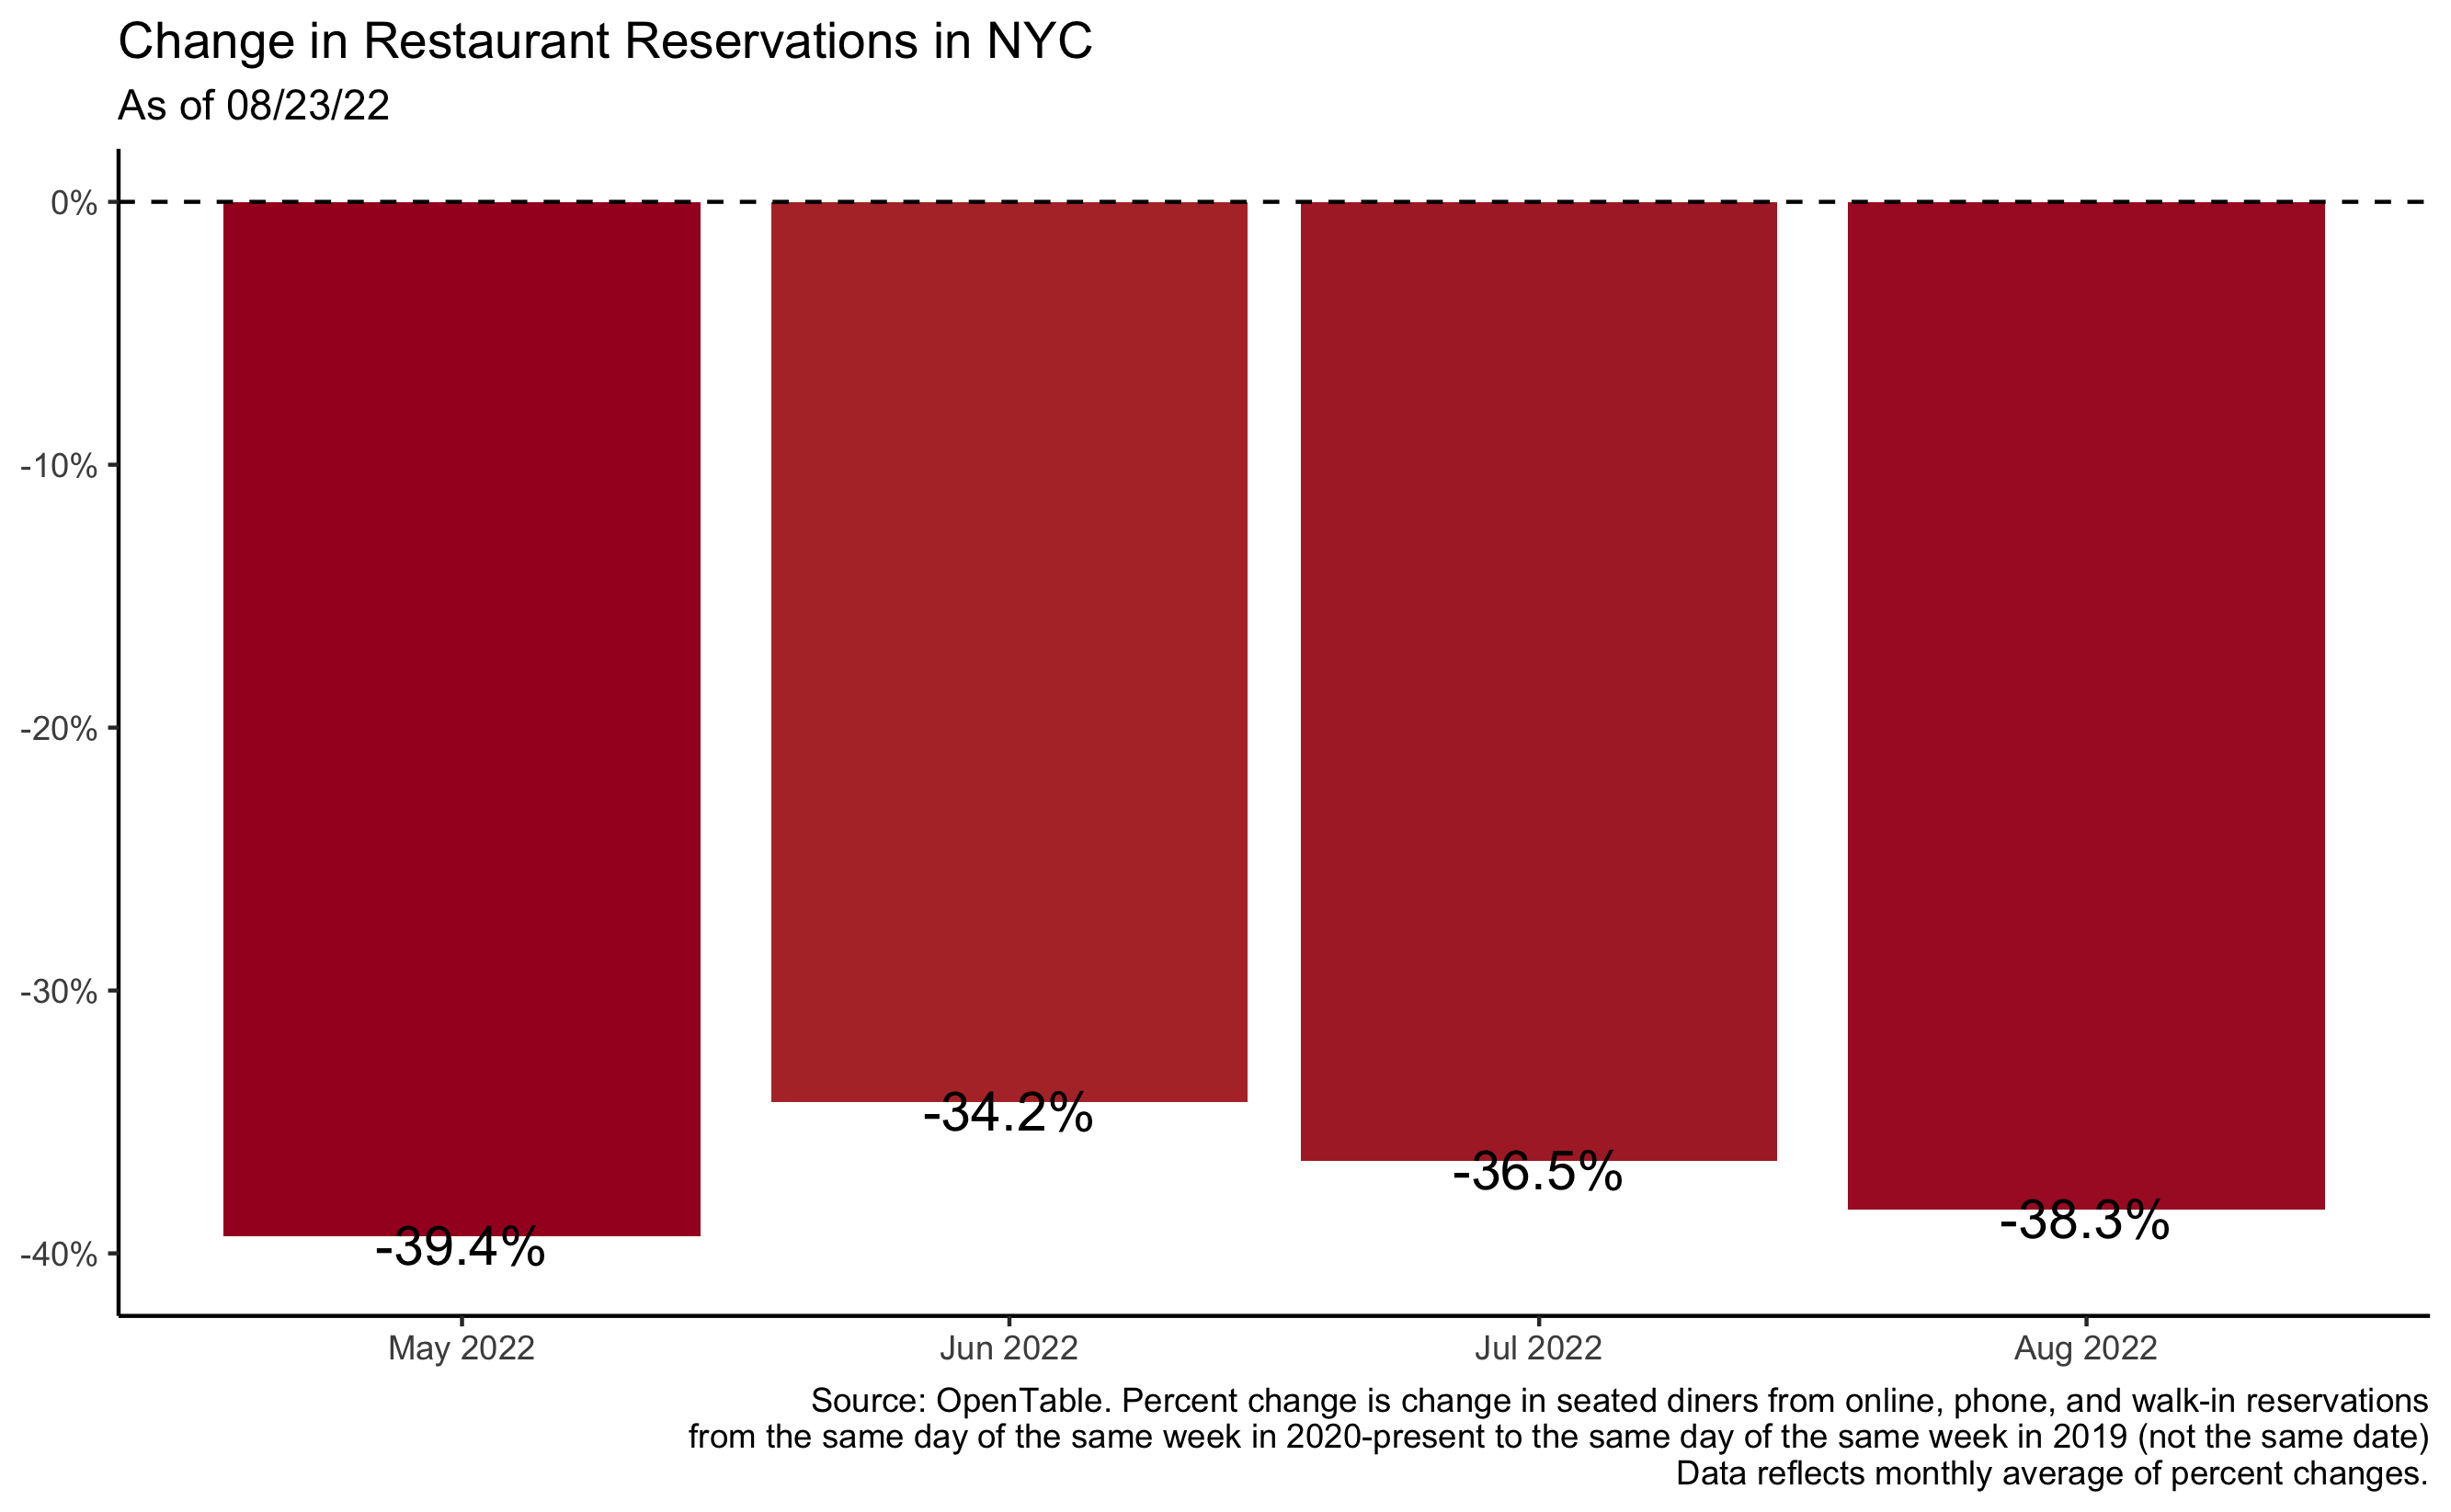 Change in Restaurant Reservations in NYC
As of 08/23/22
0%
-10%
-20%
-30%
-40%
-39.4%
-34.2%
-36.5%
-38.3%
May 2022
Jun 2022
Jul 2022
Aug 2022
Source: OpenTable. Percent change is change in seated diners from online, phone, and walk-in reservations
from the same day of the same week in 2020-present to the same day of the same week in 2019 (not the same date)
Data reflects monthly average of percent changes.